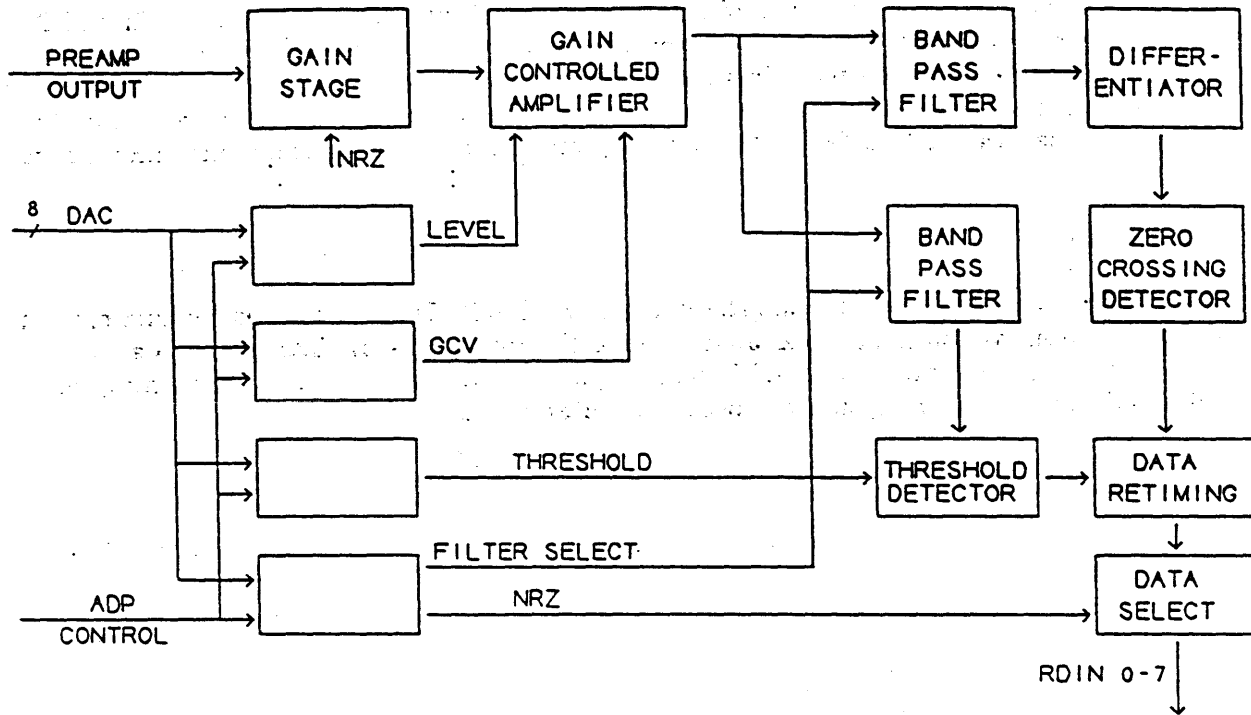 PREAMP
OUTPUT
GAIN
STAGE
NRZ
GAIN
CONTROLLED
AMPLIFIER
BAND
PASS
FILTER
DIFFER-
ENTIATOR
8
DAC
LEVEL
BAND
PASS
FILTER
ZERO
CROSSING
DETECTOR
GCV
THRESHOLD
THRESHOLD
DETECTOR
DATA
RETIMING
FILTER SELECT
NRZ
DATA
SELECT
ADP
CONTROL
RDIN 0-7